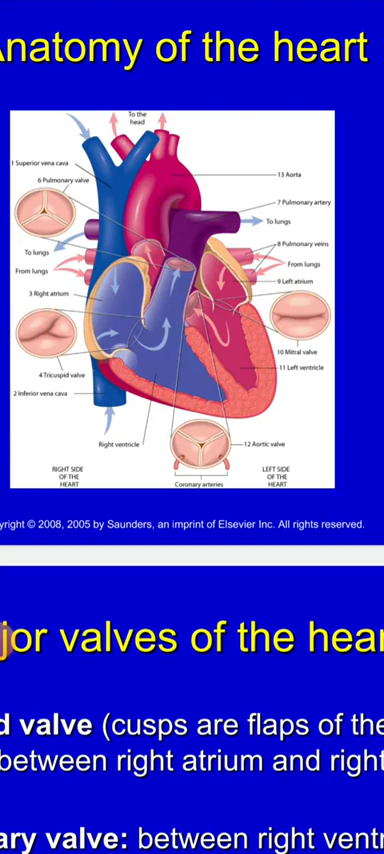 Anatomy of the heart
To the
head
1 Superior vena cava
6 Pulmonary valve
13 Aorta
7 Pulmonary artery
To lungs
8 Pulmonary veins
To lungs
From lungs
From lungs
9 Left atrium
3 Right atrium
10 Mitral valve
4 Tricuspid valve
11 Left ventricle
2 Inferior vena cava
Right ventricle
12 Aortic valve
RIGHT SIDE
OF THE
HEART
Coronary arteries
LEFT SIDE
OF THE
HEART
yright © 2008, 2005 by Saunders, an imprint of Elsevier Inc. All rights reserved.
jor valves of the hear
d valve (cusps are flaps of the
between right atrium and right
ary valve: between right ventr